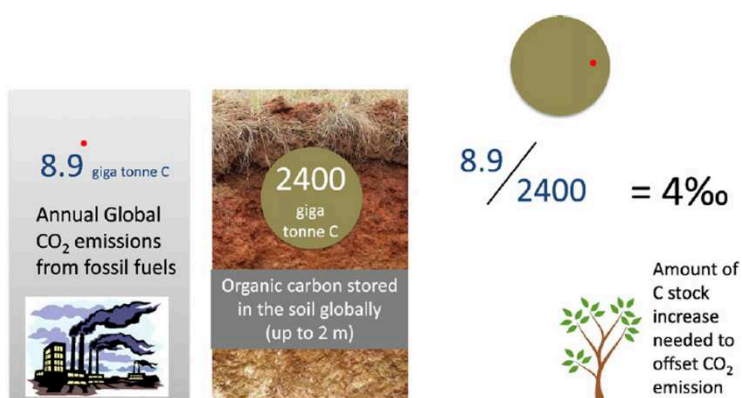 8.9 giga tonne C
Annual Global
CO₂ emissions
from fossil fuels
2400
giga
tonne C
Organic carbon stored
in the soil globally
(up to 2 m)
8.9/2400 = 4‰
Amount of
C stock
increase
needed to
offset CO₂
emission